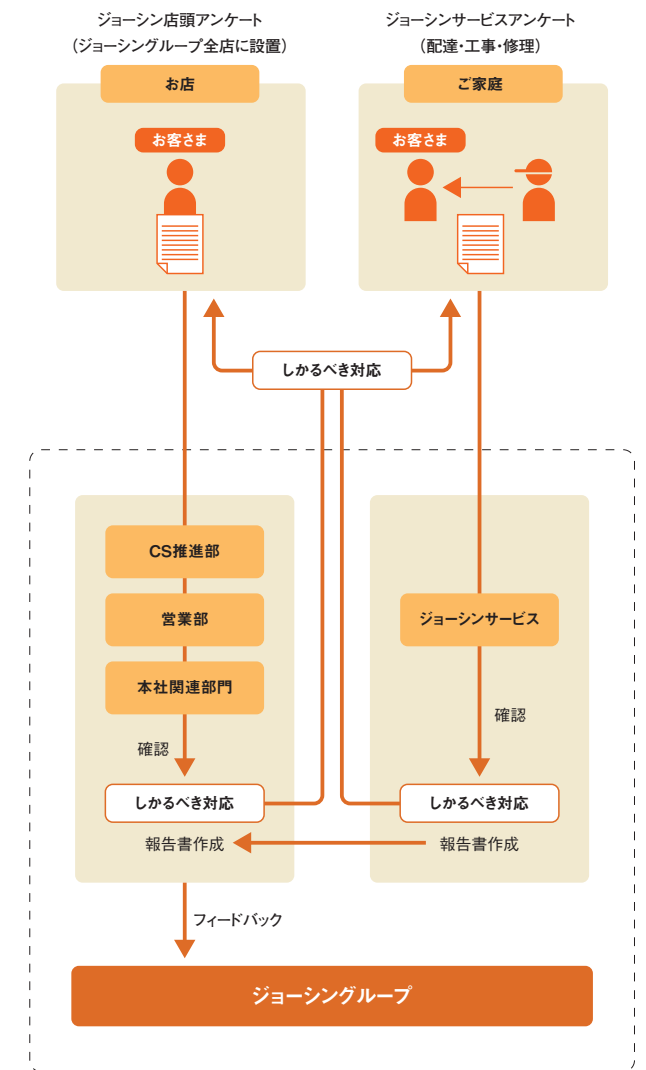 ジョーシン店頭アンケート
（ジョーシングループ全店に設置）
お店
お客さま
ジョーシンサービスアンケート
（配達・工事・修理）
ご家庭
お客さま
しかるべき対応
CS推進部
営業部
本社関連部門
確認
しかるべき対応
報告書作成
ジョーシンサービス
確認
しかるべき対応
報告書作成
フィードバック
ジョーシングループ